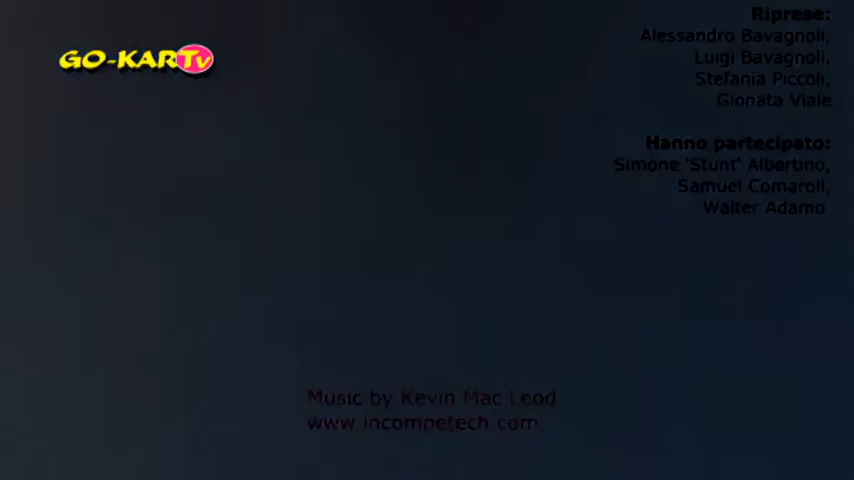 Riprese:
Alessandro Bavagnoli,
Luigi Bavagnoli,
Stefania Piccoli,
Gionata Viale
GO-KARTv
Hanno partecipato:
Simone 'Stunt' Albertino,
Samuel Comaroli,
Walter Adamo
Music by Kevin Mac Leod
www.incompetech.com